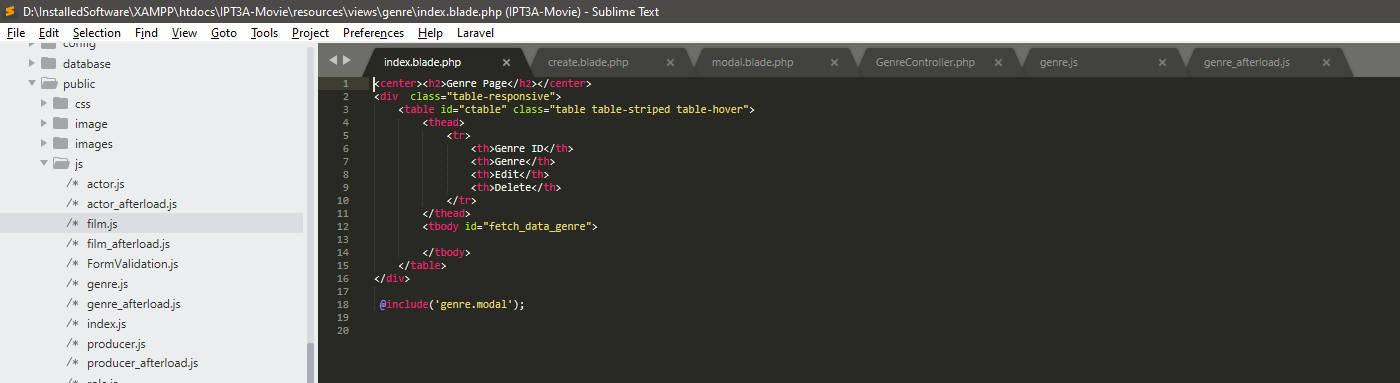 D:\InstalledSoftware\XAMPP\htdocs\IPT3A-Movie\resources\views\genre\index.blade.php (IPT3A-Movie) - Sublime Text
File Edit Selection Find View Goto Tools Project Preferences Help Laravel
config
database
public
css
image
images
js
/* actor.js
/* actor_afterload.js
/* film.js
/* film_afterload.js
/* FormValidation.js
/* genre.js
/* genre_afterload.js
/* index.js
/* producer.js
/* producer_afterload.js
index.blade.php × create.blade.php × modal.blade.php × GenreController.php × genre.js × genre_afterload.js ×
1 <center><h2>Genre Page</h2></center>
2 <div  class="table-responsive">
3     <table id="ctable" class="table table-striped table-hover">
4         <thead>
5             <tr>
6                 <th>Genre ID</th>
7                 <th>Genre</th>
8                 <th>Edit</th>
9                 <th>Delete</th>
10             </tr>
11         </thead>
12         <tbody id="fetch_data_genre">
13
14         </tbody>
15     </table>
16 </div>
17
18  @include('genre.modal');
19
20